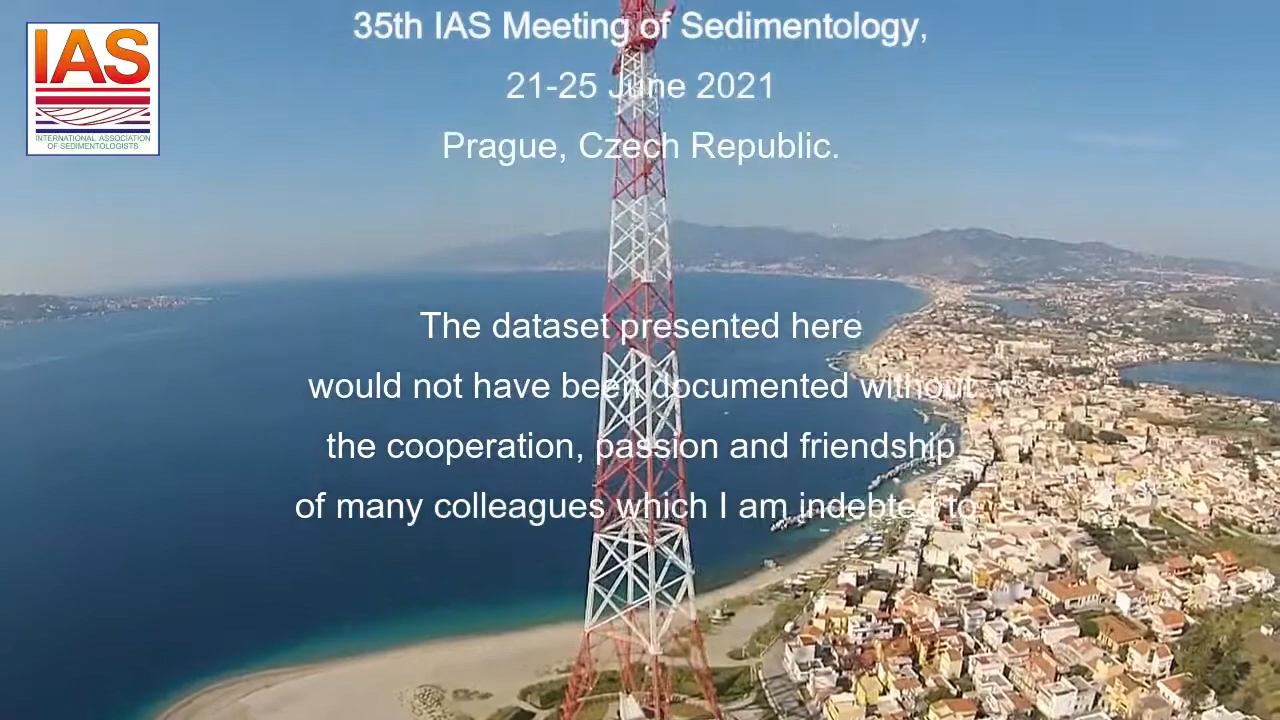 IAS
INTERNATIONAL ASSOCIATION
OF SEDIMENTOLOGISTS
35th IAS Meeting of Sedimentology,
21-25 June 2021
Prague, Czech Republic.
The dataset presented here
would not have been documented without
the cooperation, passion and friendship
of many colleagues which I am indebted to